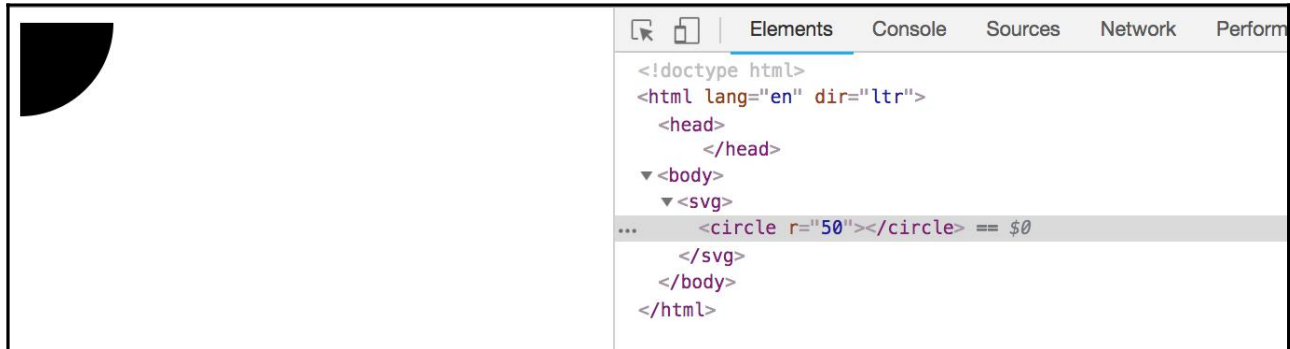 Elements Console Sources Network Perform
<!doctype html>
<html lang="en" dir="ltr">
<head>
</head>
▼<body>
▼<svg>
... <circle r="50"></circle> == $0
</svg>
</body>
</html>